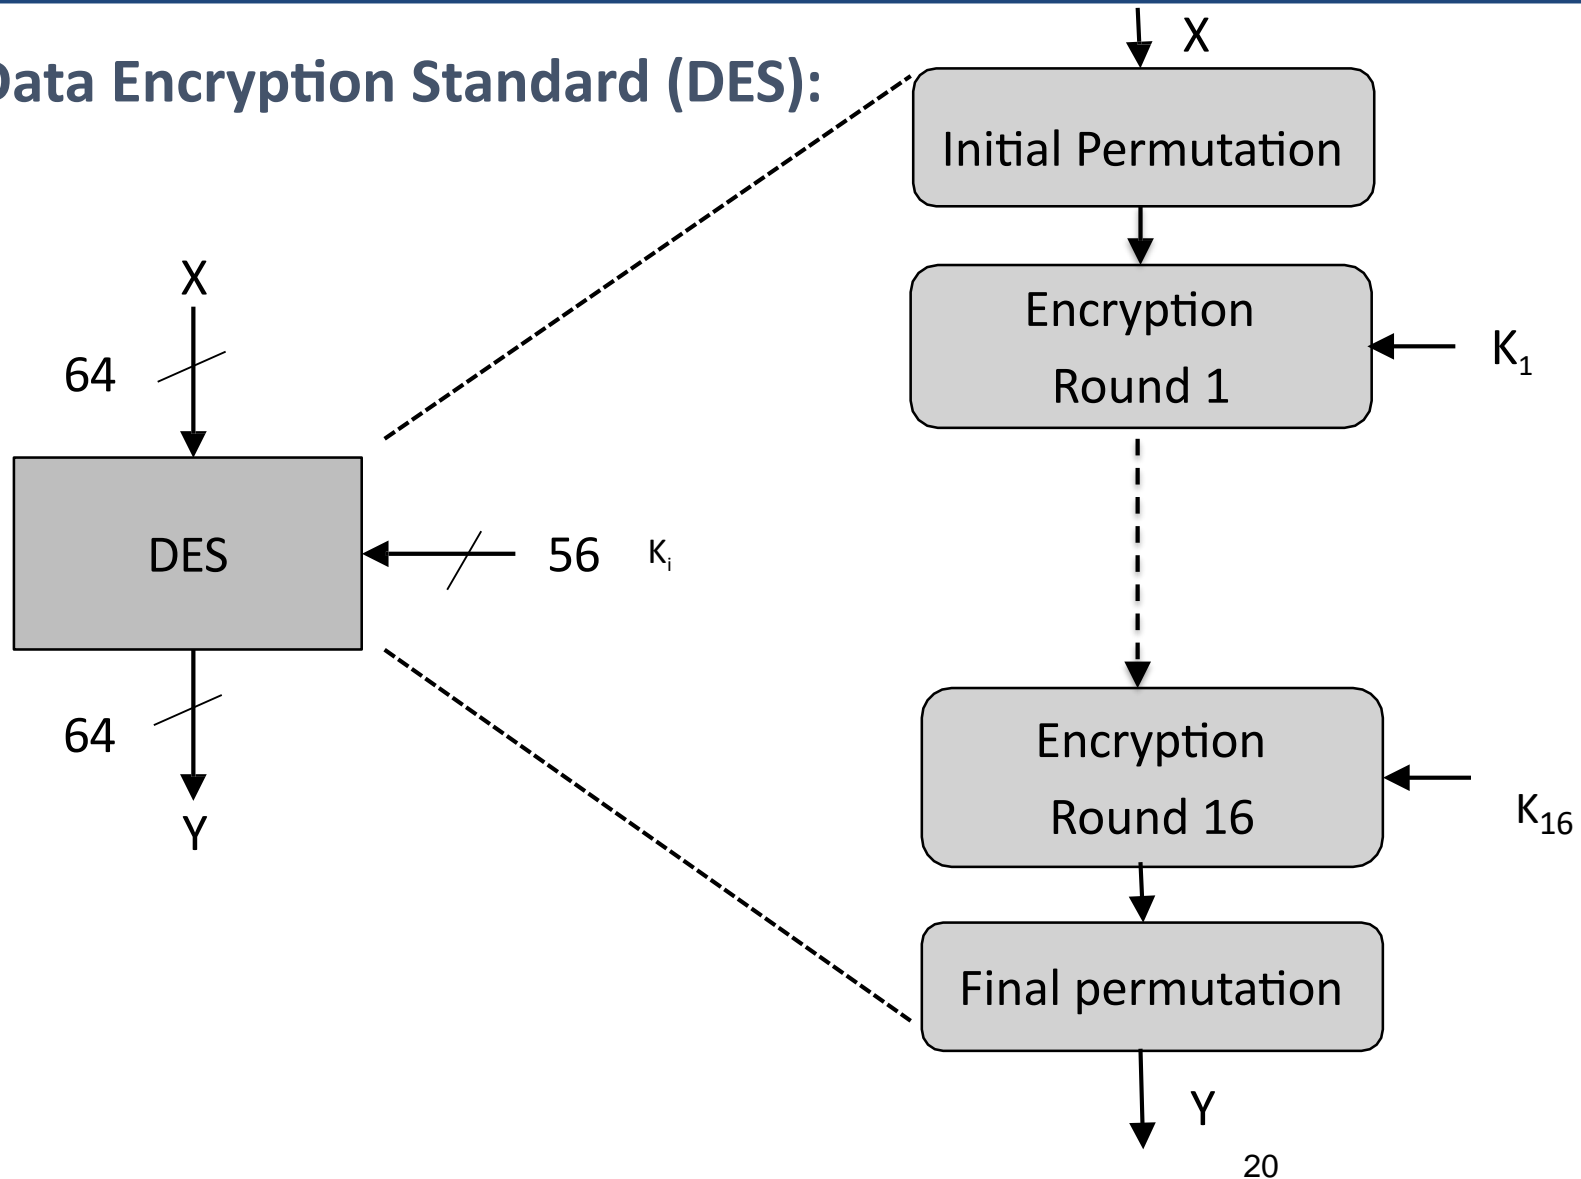 Data Encryption Standard (DES):
X
Initial Permutation
Encryption
Round 1
K1
X
64
DES
56 Ki
64
Y
Encryption
Round 16
K16
Final permutation
Y
20